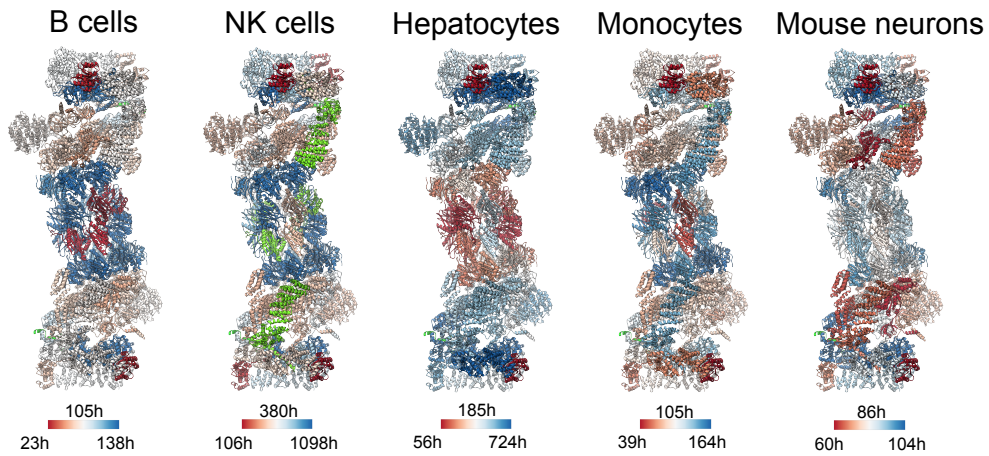 B cells NK cells Hepatocytes Monocytes Mouse neurons
105h 380h 185h 105h 86h
23h 138h 106h 1098h 56h 724h 39h 164h 60h 104h